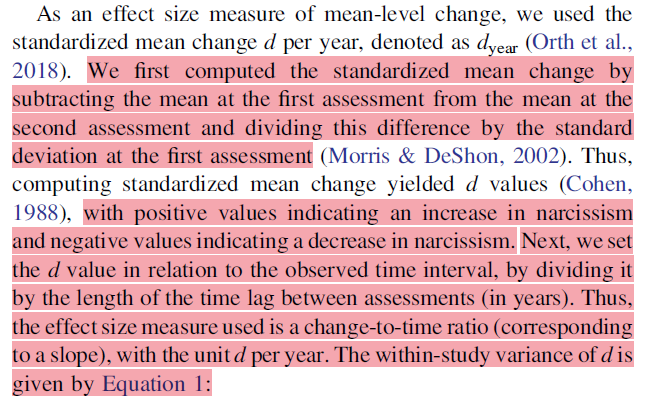 As an effect size measure of mean-level change, we used the
standardized mean change d per year, denoted as dyear (Orth et al.,
2018). We first computed the standardized mean change by
subtracting the mean at the first assessment from the mean at the
second assessment and dividing this difference by the standard
deviation at the first assessment (Morris & DeShon, 2002). Thus,
computing standardized mean change yielded d values (Cohen,
1988), with positive values indicating an increase in narcissism
and negative values indicating a decrease in narcissism. Next, we set
the d value in relation to the observed time interval, by dividing it
by the length of the time lag between assessments (in years). Thus,
the effect size measure used is a change-to-time ratio (corresponding
to a slope), with the unit d per year. The within-study variance of d is
given by Equation 1: